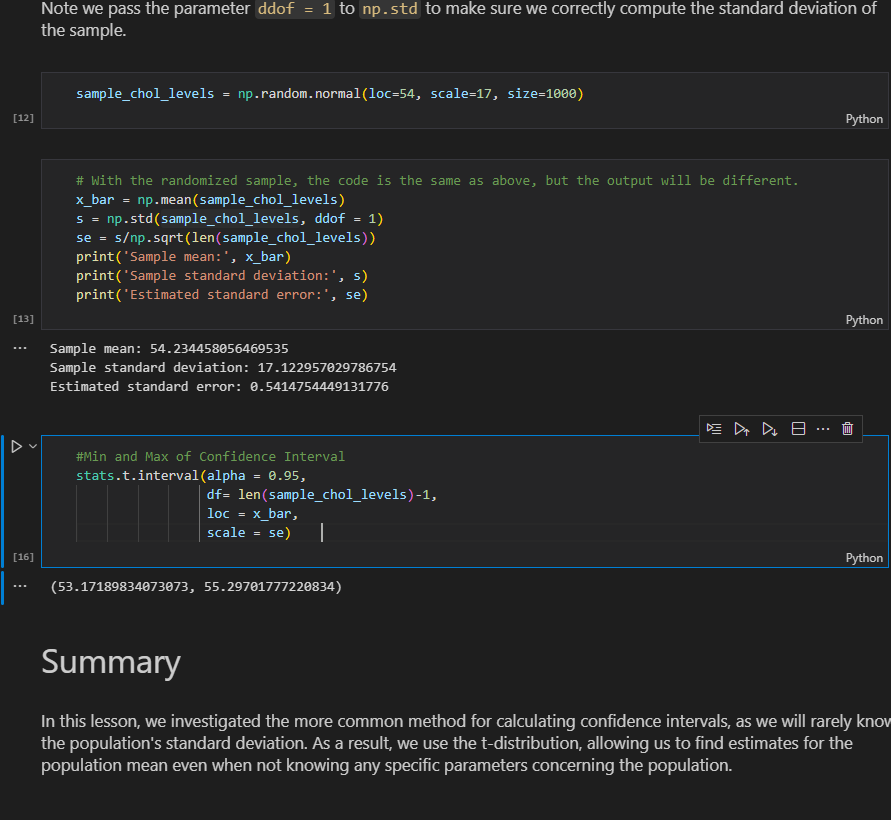 Note we pass the parameter ddof = 1 to np.std to make sure we correctly compute the standard deviation of
the sample.
sample_chol_levels = np.random.normal(loc=54, scale=17, size=1000)
[12]
Python
# With the randomized sample, the code is the same as above, but the output will be different.
x_bar = np.mean(sample_chol_levels)
s = np.std(sample_chol_levels, ddof = 1)
se = s/np.sqrt(len(sample_chol_levels))
print('Sample mean:', x_bar)
print('Sample standard deviation:', s)
print('Estimated standard error:', se)
[13]
Python
Sample mean: 54.234458056469535
Sample standard deviation: 17.122957029786754
Estimated standard error: 0.5414754449131776
#Min and Max of Confidence Interval
stats.t.interval(alpha = 0.95,
df= len(sample_chol_levels)-1,
loc = x_bar,
scale = se)
[16]
Python
(53.17189834073073, 55.29701777220834)
Summary
In this lesson, we investigated the more common method for calculating confidence intervals, as we will rarely know
the population's standard deviation. As a result, we use the t-distribution, allowing us to find estimates for the
population mean even when not knowing any specific parameters concerning the population.